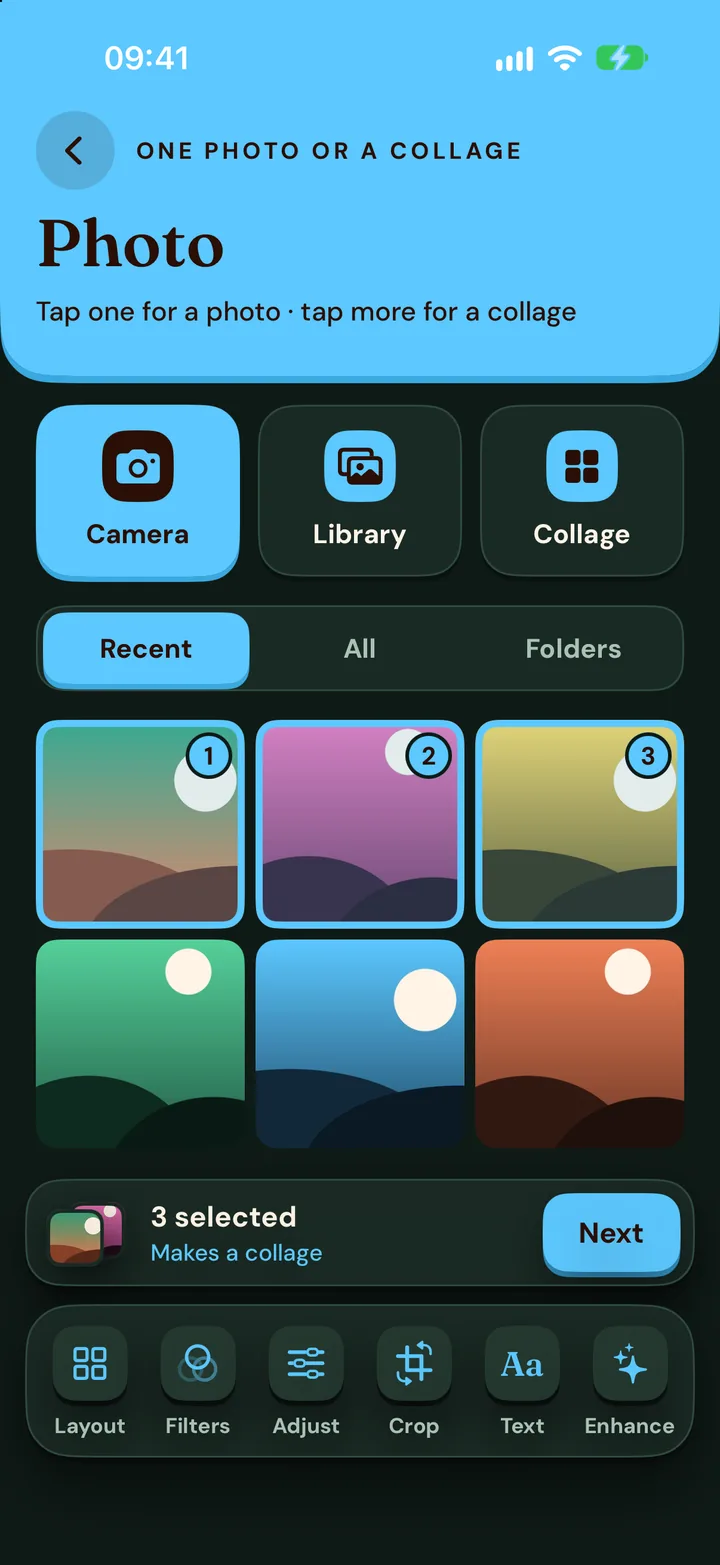 09:41
ONE PHOTO OR A COLLAGE
Photo
Tap one for a photo · tap more for a collage
Camera
Library
Collage
Recent
All
Folders
1
2
3
3 selected
Makes a collage
Next
Aa
Layout
Filters
Adjust
Crop
Text
Enhance